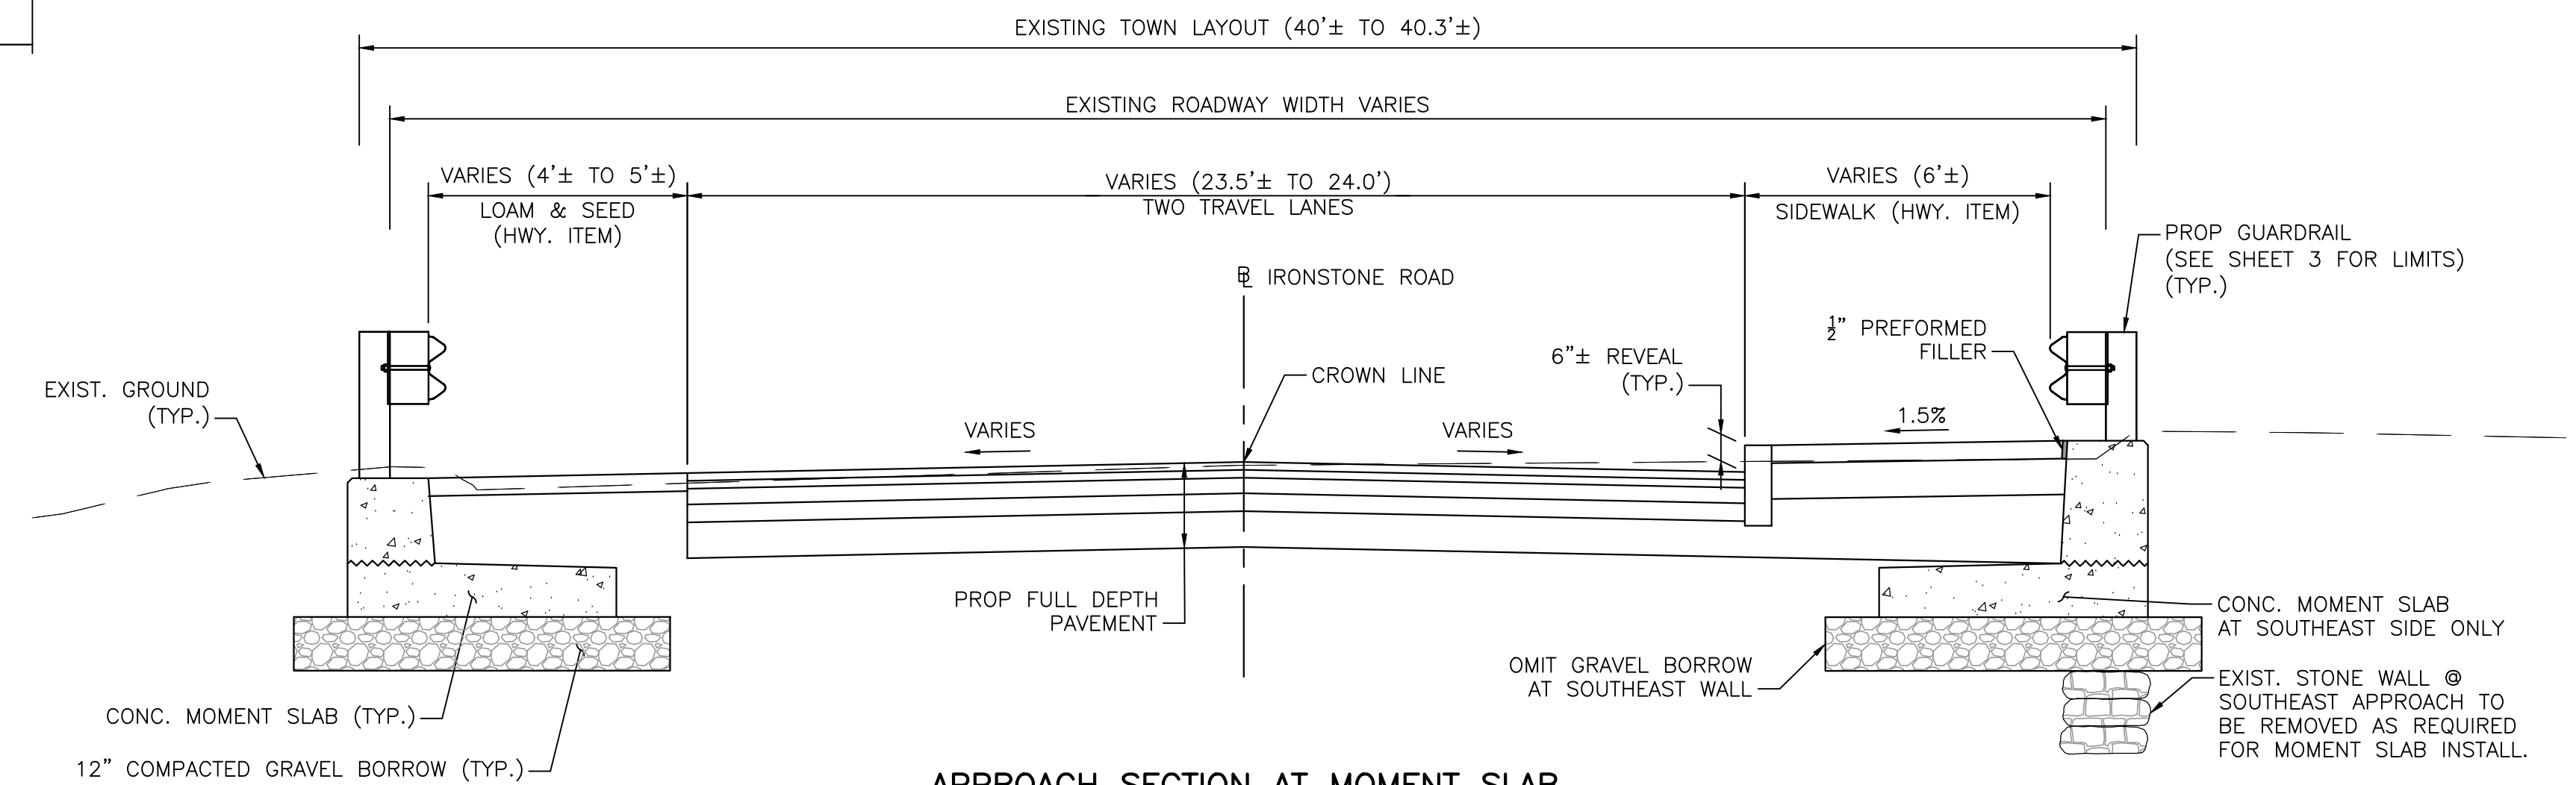 EXISTING TOWN LAYOUT (40'± TO 40.3'±)
EXISTING ROADWAY WIDTH VARIES
VARIES (4'± TO 5'±)
LOAM & SEED
(HWY. ITEM)
VARIES (23.5'± TO 24.0')
TWO TRAVEL LANES
VARIES (6'±)
SIDEWALK (HWY. ITEM)
PROP GUARDRAIL
(SEE SHEET 3 FOR LIMITS)
(TYP.)
℄ IRONSTONE ROAD
½" PREFORMED
FILLER
6"± REVEAL
(TYP.)
CROWN LINE
EXIST. GROUND
(TYP.)
VARIES
VARIES
1.5%
PROP FULL DEPTH
PAVEMENT
CONC. MOMENT SLAB
AT SOUTHEAST SIDE ONLY
OMIT GRAVEL BORROW
AT SOUTHEAST WALL
EXIST. STONE WALL @
SOUTHEAST APPROACH TO
BE REMOVED AS REQUIRED
FOR MOMENT SLAB INSTALL.
CONC. MOMENT SLAB (TYP.)
12" COMPACTED GRAVEL BORROW (TYP.)
APPROACH SECTION AT MOMENT SLAB